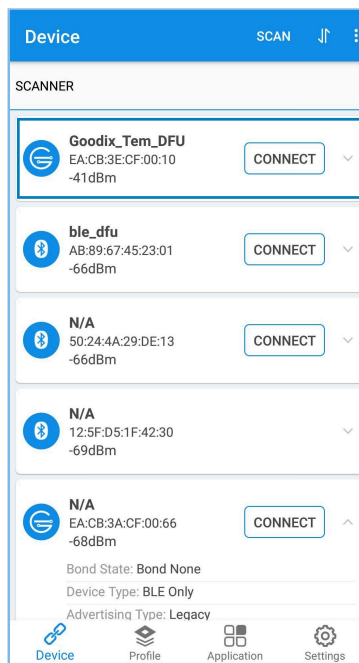 Device SCAN
SCANNER
Goodix_Tem_DFU
EA:CB:3E:CF:00:10 CONNECT
-41dBm
ble_dfu
AB:89:67:45:23:01 CONNECT
-66dBm
N/A
50:24:4A:29:DE:13 CONNECT
-66dBm
N/A
12:5F:D5:1F:42:30
-69dBm
N/A
EA:CB:3A:CF:00:66 CONNECT
-68dBm
Bond State: Bond None
Device Type: BLE Only
Advertising Type: Legacy
Device Profile Application Settings